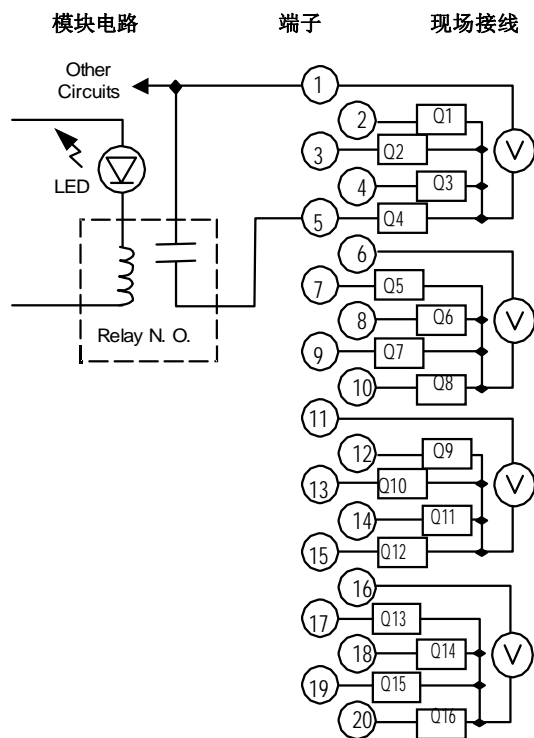 模块电路 端子 现场接线
Other
Circuits
LED
Relay N. O.
1
2 Q1
3 Q2
V
4 Q3
5 Q4
6
7 Q5
8 Q6
V
9 Q7
10 Q8
11
12 Q9
13 Q10
V
14 Q11
15 Q12
16
17 Q13
18 Q14
V
19 Q15
20 Q16